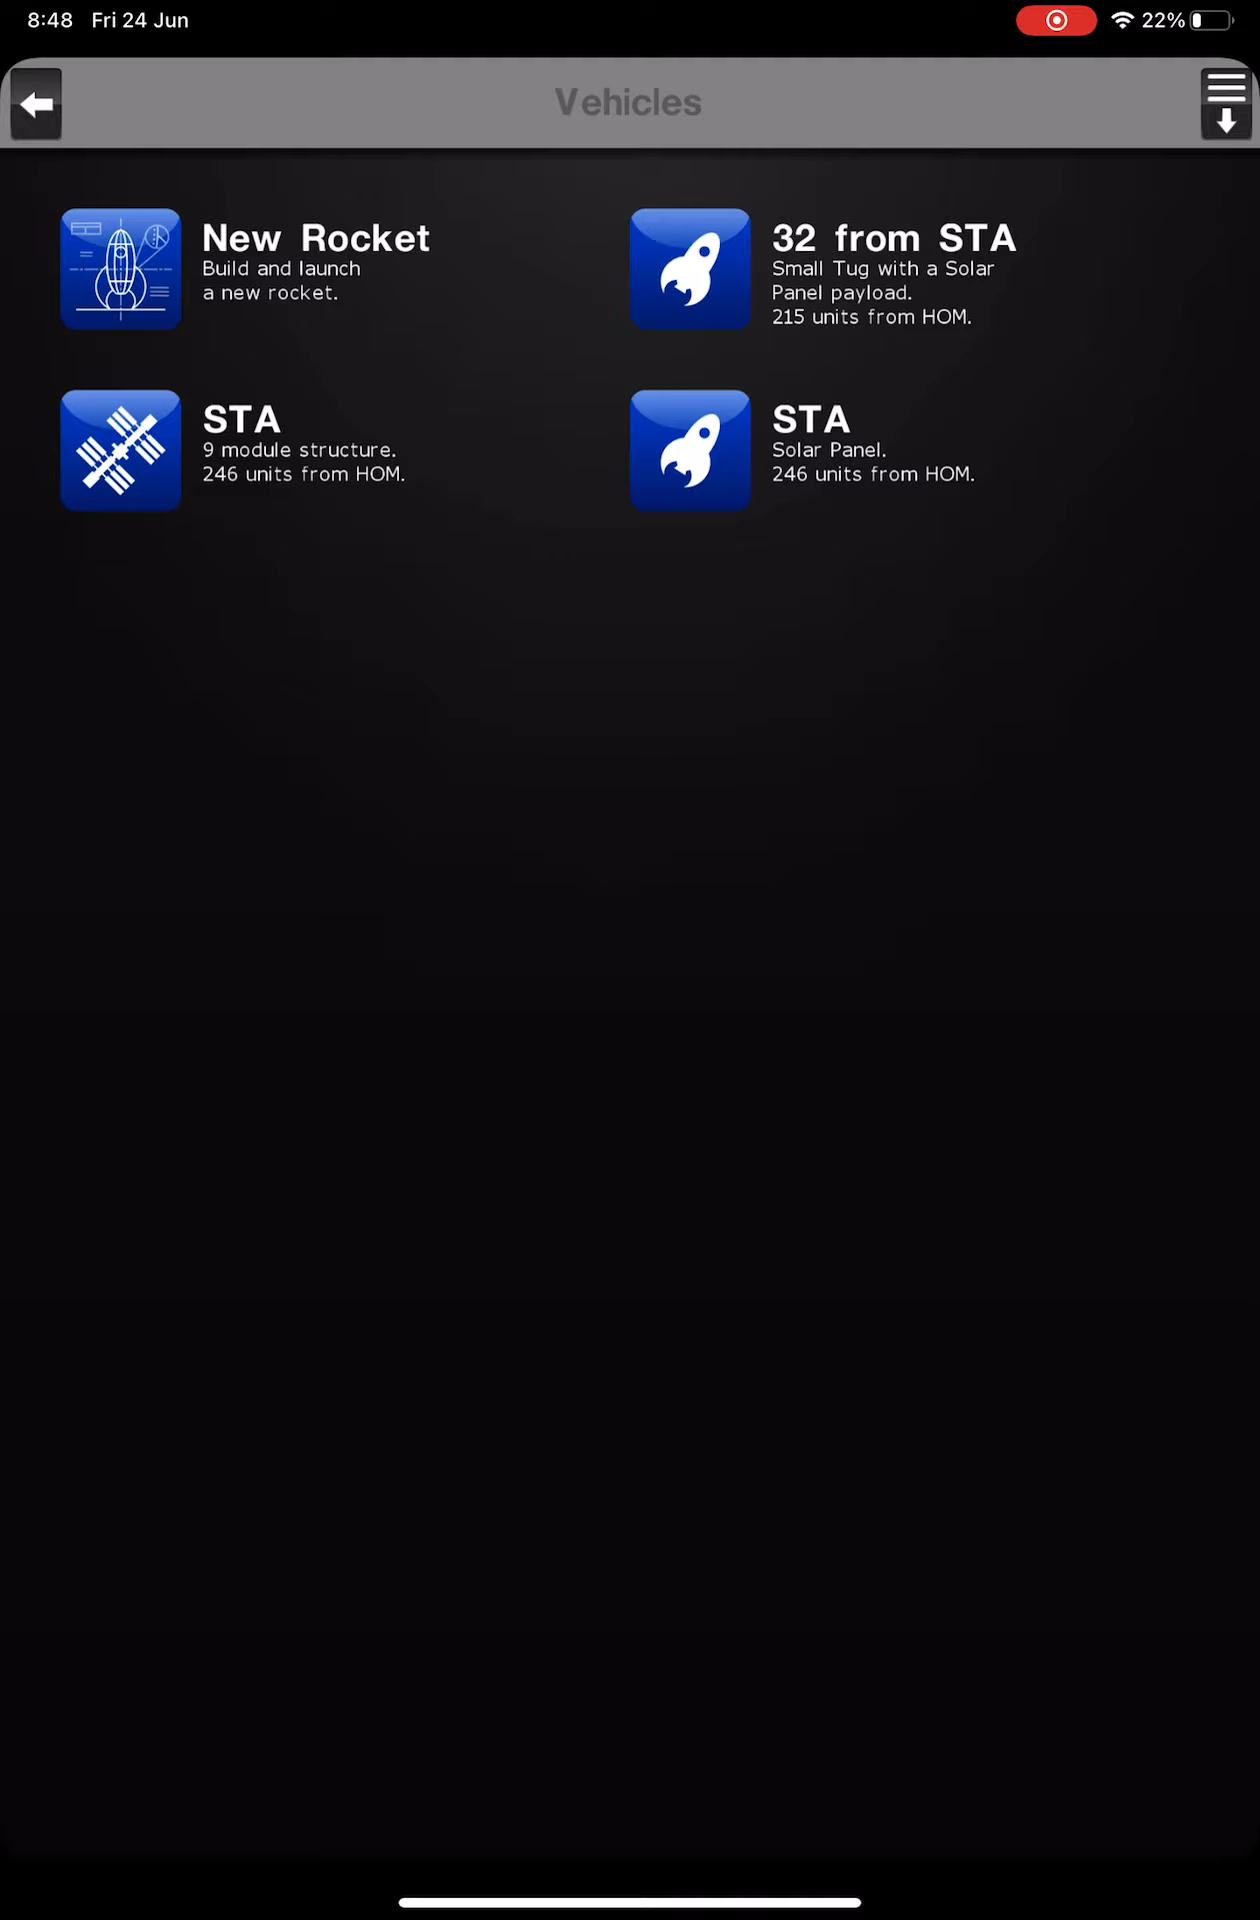 8:48 Fri 24 Jun 22%
Vehicles
New Rocket
Build and launch
a new rocket.
32 from STA
Small Tug with a Solar
Panel payload.
215 units from HOM.
STA
9 module structure.
246 units from HOM.
STA
Solar Panel.
246 units from HOM.